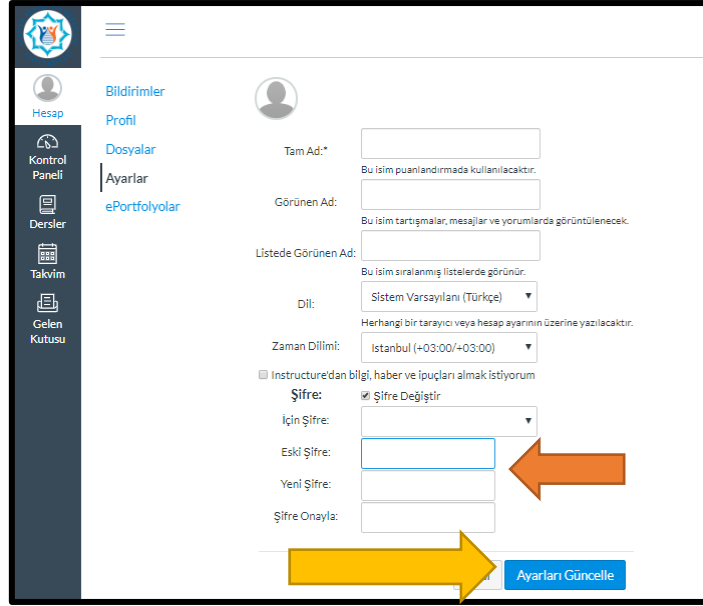 Hesap
Kontrol
Paneli
Dersler
Takvim
Gelen
Kutusu
Bildirimler
Profil
Dosyalar
Ayarlar
ePortfolyolar
Tam Ad:*
Bu isim puanlandırmada kullanılacaktır.
Görünen Ad:
Bu isim tartışmalar, mesajlar ve yorumlarda görüntülenecek.
Listede Görünen Ad:
Bu isim sıralanmış listelerde görünür.
Dil: Sistem Varsayılanı (Türkçe)
Herhangi bir tarayıcı veya hesap ayarının üzerine yazılacaktır.
Zaman Dilimi: Istanbul (+03:00/+03:00)
Instructure'dan bilgi, haber ve ipuçları almak istiyorum
Şifre: Şifre Değiştir
İçin Şifre:
Eski Şifre:
Yeni Şifre:
Şifre Onayla:
Ayarları Güncelle